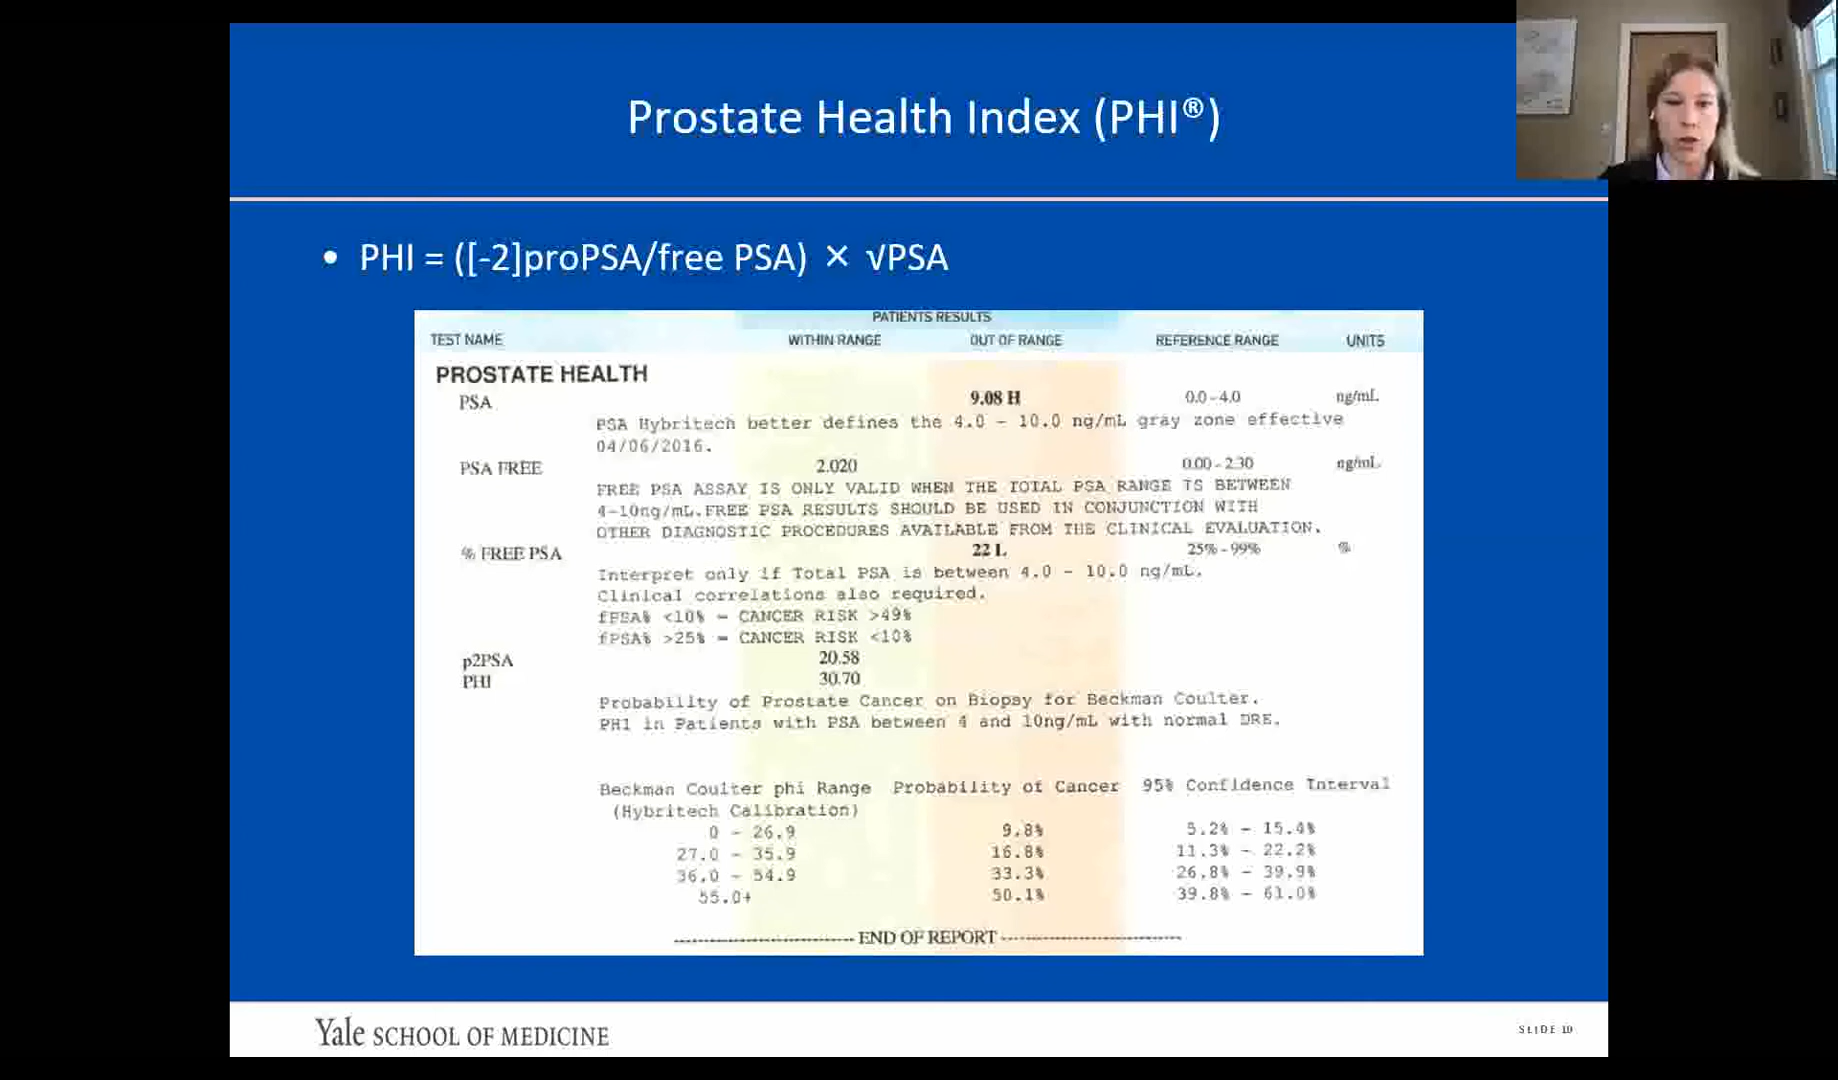 Prostate Health Index (PHI®)
• PHI = ([-2]proPSA/free PSA) × √PSA
PATIENTS RESULTS
TEST NAME WITHIN RANGE OUT OF RANGE REFERENCE RANGE UNITS
PROSTATE HEALTH
PSA 9.08 H 0.0 - 4.0 ng/mL
PSA Hybritech better defines the 4.0 - 10.0 ng/mL gray zone effective
04/06/2016.
PSA FREE 2.020 0.00 - 2.30 ng/mL
FREE PSA ASSAY IS ONLY VALID WHEN THE TOTAL PSA RANGE IS BETWEEN
4-10ng/mL.FREE PSA RESULTS SHOULD BE USED IN CONJUNCTION WITH
OTHER DIAGNOSTIC PROCEDURES AVAILABLE FROM THE CLINICAL EVALUATION.
% FREE PSA 22 L 25% - 99% %
Interpret only if Total PSA is between 4.0 - 10.0 ng/mL.
Clinical correlations also required.
fPSA% <10% = CANCER RISK >49%
fPSA% >25% = CANCER RISK <10%
p2PSA 20.58
PHI 30.70
Probability of Prostate Cancer on Biopsy for Beckman Coulter.
PHI in Patients with PSA between 4 and 10ng/mL with normal DRE.
Beckman Coulter phi Range Probability of Cancer 95% Confidence Interval
(Hybritech Calibration)
0 - 26.9 9.8% 5.2% - 15.4%
27.0 - 35.9 16.8% 11.3% - 22.2%
36.0 - 54.9 33.3% 26.8% - 39.9%
55.0+ 50.1% 39.8% - 61.0%
END OF REPORT
Yale SCHOOL OF MEDICINE
SLIDE 19